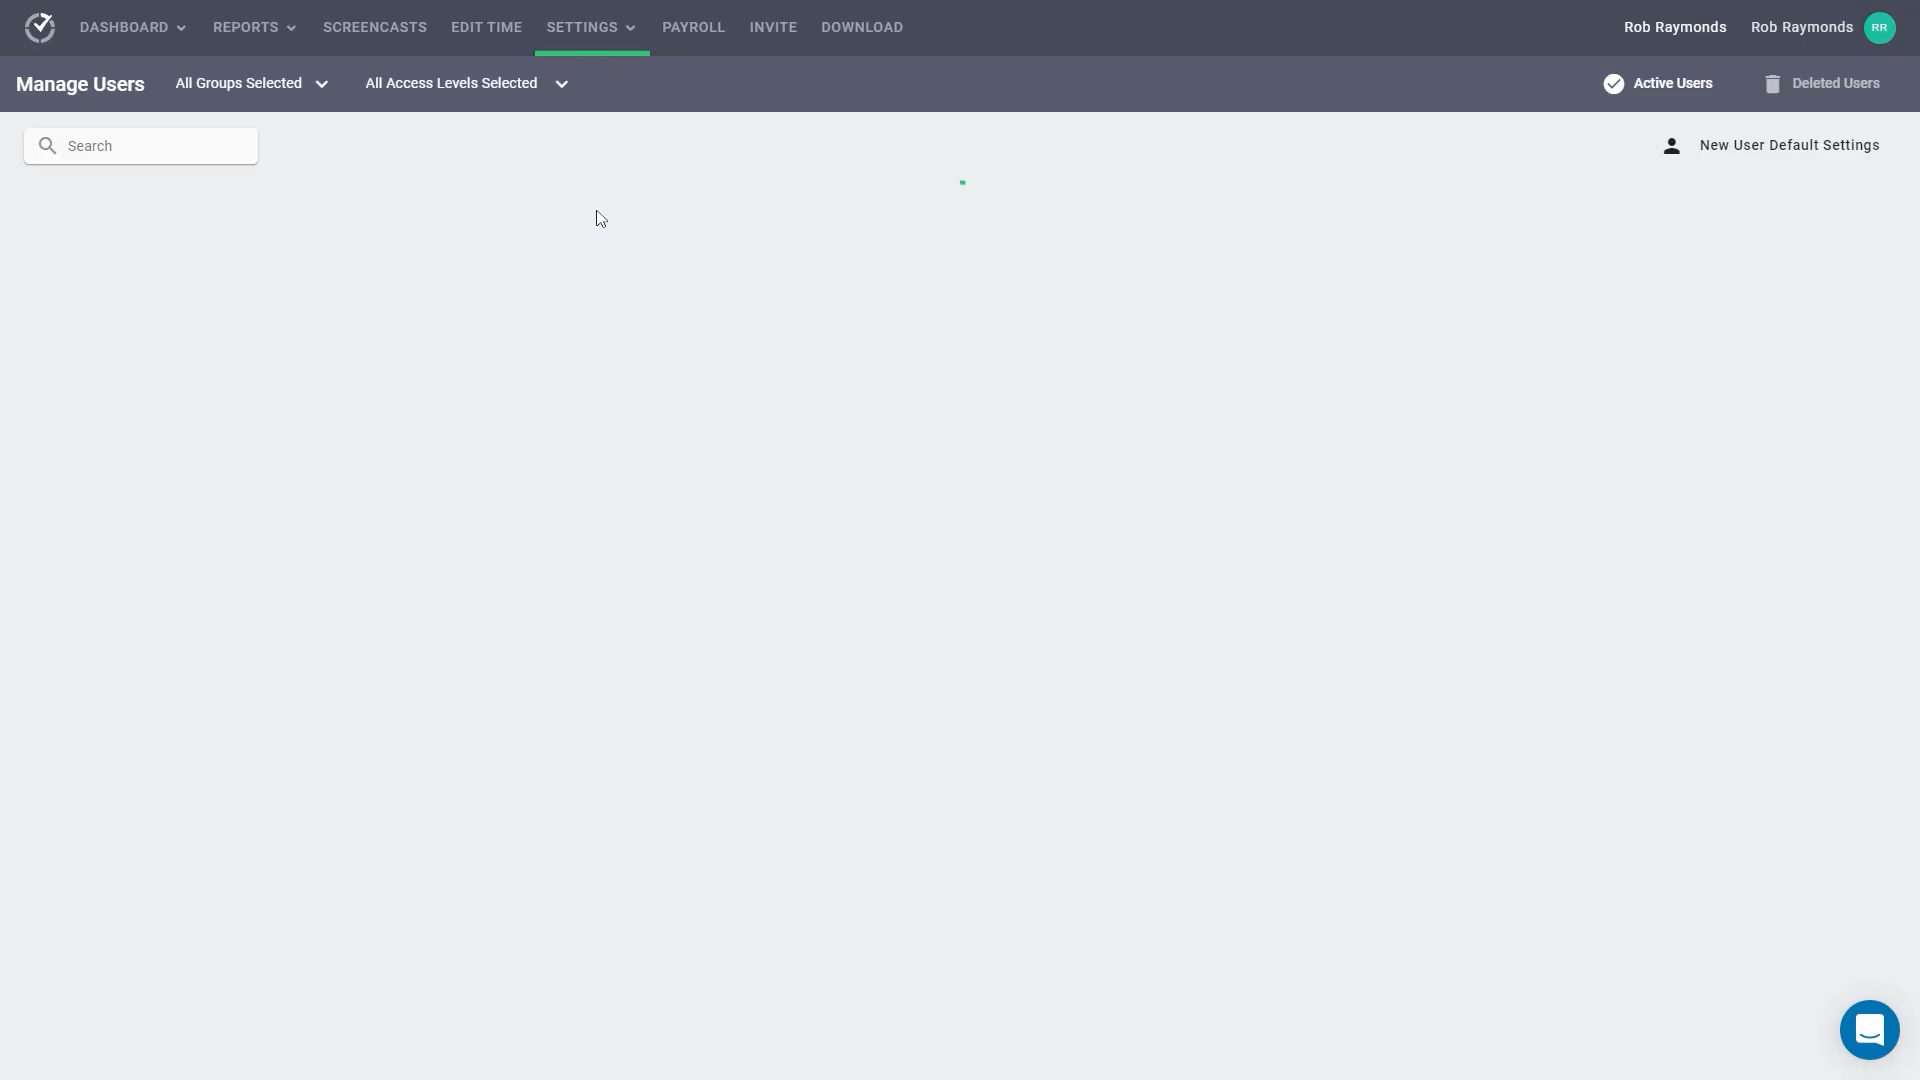 DASHBOARD REPORTS SCREENCASTS EDIT TIME SETTINGS PAYROLL INVITE DOWNLOAD Rob Raymonds Rob Raymonds RR
Manage Users All Groups Selected All Access Levels Selected Active Users Deleted Users
Search New User Default Settings